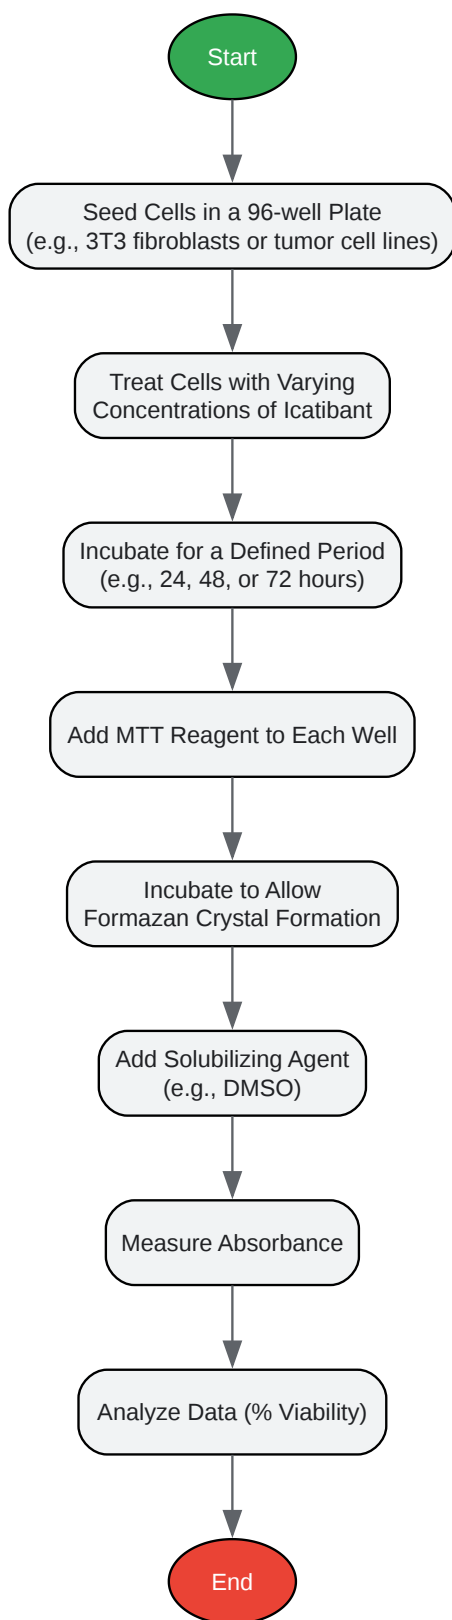 Start
Seed Cells in a 96-well Plate
(e.g., 3T3 fibroblasts or tumor cell lines)
Treat Cells with Varying
Concentrations of Icatibant
Incubate for a Defined Period
(e.g., 24, 48, or 72 hours)
Add MTT Reagent to Each Well
Incubate to Allow
Formazan Crystal Formation
Add Solubilizing Agent
(e.g., DMSO)
Measure Absorbance
Analyze Data (% Viability)
End